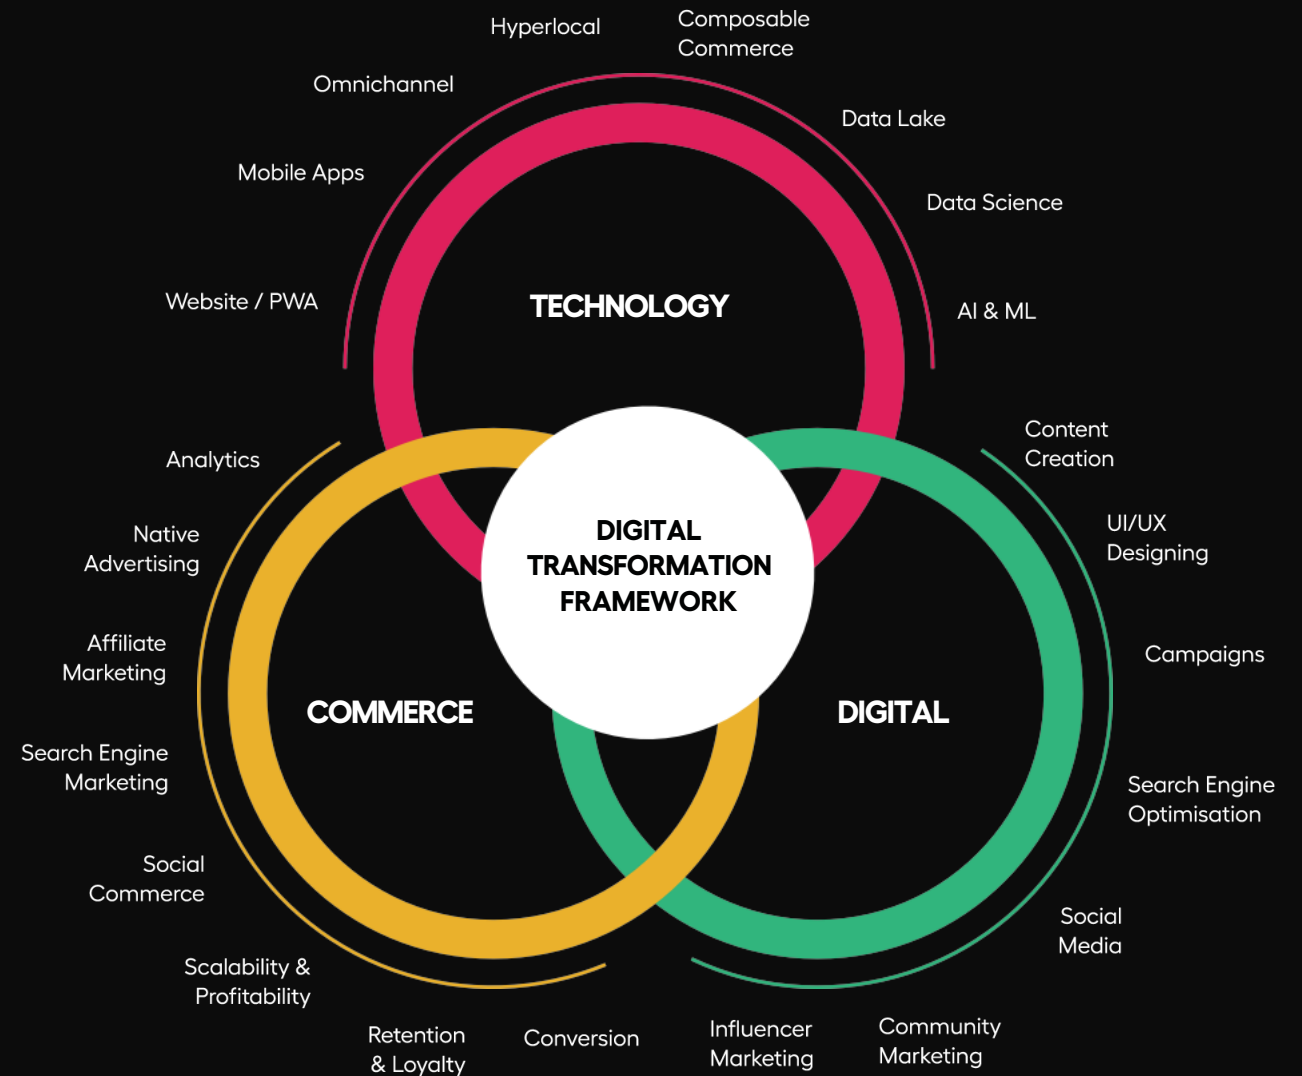 Hyperlocal
Composable
Commerce
Omnichannel
Data Lake
Mobile Apps
Data Science
Website / PWA
AI & ML
TECHNOLOGY
Analytics
Native
Advertising
Affiliate
Marketing
Search Engine
Marketing
Social
Commerce
Scalability &
Profitability
Retention
& Loyalty
Conversion
COMMERCE
DIGITAL
TRANSFORMATION
FRAMEWORK
DIGITAL
Content
Creation
UI/UX
Designing
Campaigns
Search Engine
Optimisation
Social
Media
Community
Marketing
Influencer
Marketing